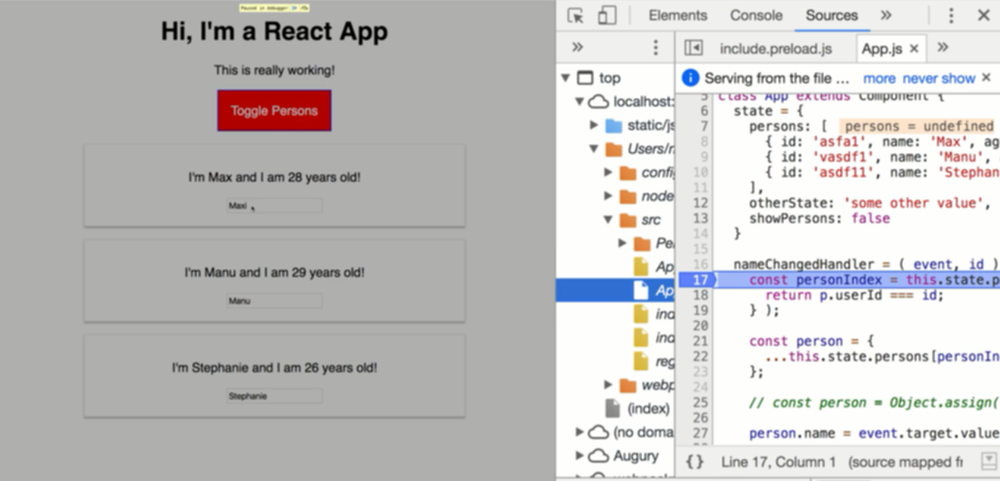 Paused in debugger
Hi, I'm a React App
This is really working!
Toggle Persons
I'm Max and I am 28 years old!
Maxi
I'm Manu and I am 29 years old!
Manu
I'm Stephanie and I am 26 years old!
Stephanie
Elements Console Sources
include.preload.js App.js
top
localhost:
static/js
Users/
config
node
src
Pe
Ap
Ap
ind
ind
reg
webp
(index)
(no doma
Augury
Serving from the file ... more never show
5 class App extends Component {
6 state = {
7 persons: [ persons = undefined
8 { id: 'asfa1', name: 'Max', ag
9 { id: 'vasdf1', name: 'Manu',
10 { id: 'asdf11', name: 'Stephan
11 ],
12 otherState: 'some other value',
13 showPersons: false
14 }
15
16 nameChangedHandler = ( event, id )
17 const personIndex = this.state.p
18 return p.userId === id;
19 } );
20
21 const person = {
22 ...this.state.persons[personIn
23 };
24
25 // const person = Object.assign(
26
27 person.name = event.target.value
{} Line 17, Column 1 (source mapped fr